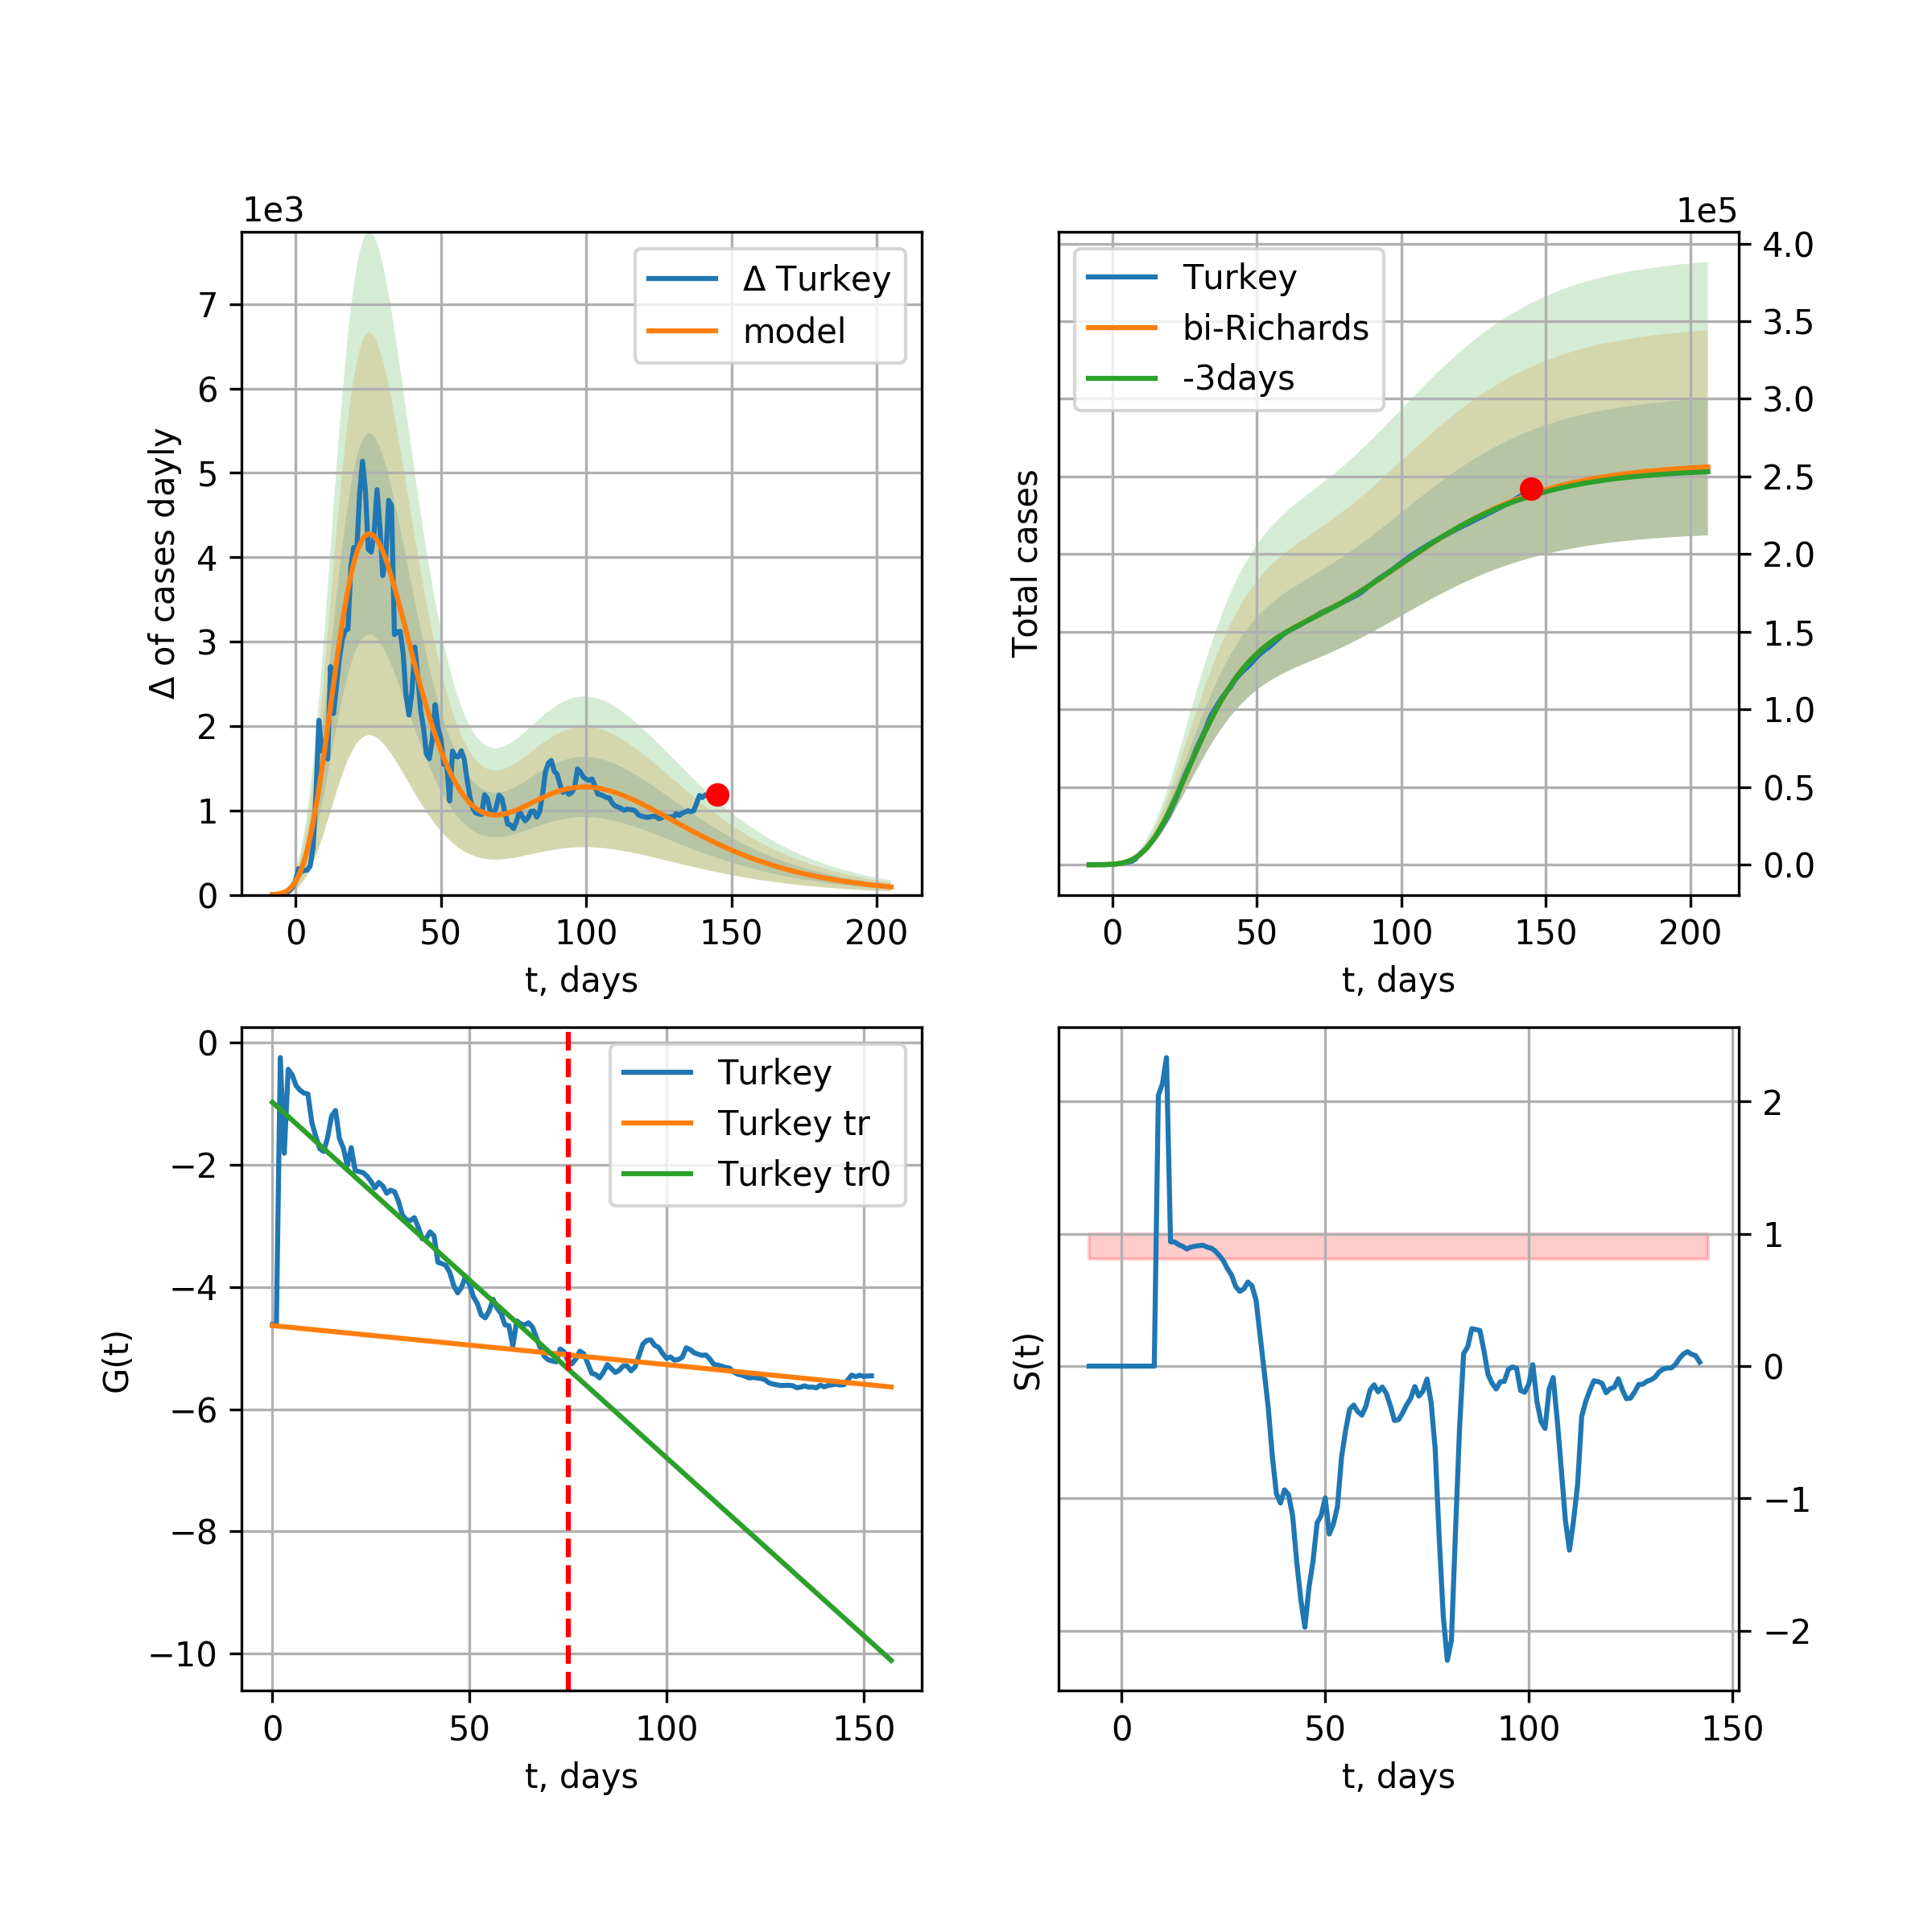 1e3
Δ of cases dayly
7
6
5
4
3
2
1
0
Δ Turkey
model
0 50 100 150 200
t, days
1e5
Total cases
Turkey
bi-Richards
-3days
4.0
3.5
3.0
2.5
2.0
1.5
1.0
0.5
0.0
0 50 100 150 200
t, days
G(t)
0
−2
−4
−6
−8
−10
Turkey
Turkey tr
Turkey tr0
0 50 100 150
t, days
S(t)
2
1
0
−1
−2
0 50 100 150
t, days